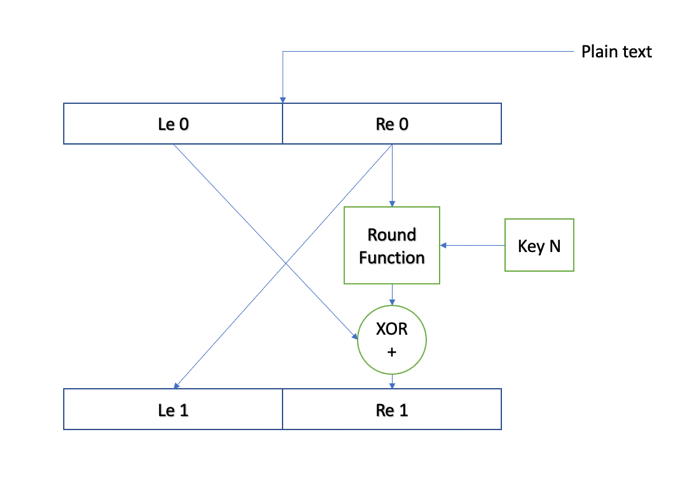 Plain text
Le 0
Re 0
Round
Function
Key N
XOR
+
Le 1
Re 1